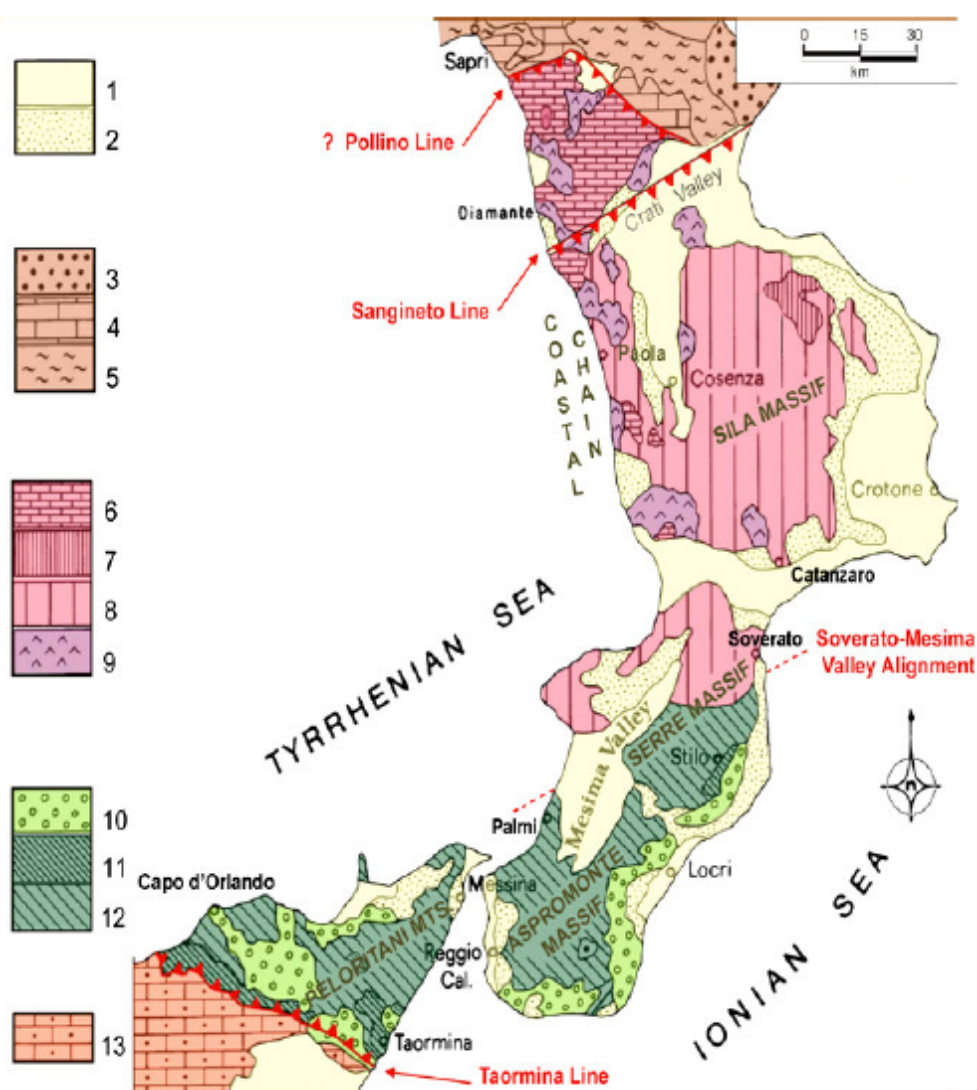 0 15 30
km
Sapri
? Pollino Line
Diamante
Crati Valley
Sangineto Line
COASTAL
CHAIN
Paola
Cosenza
SILA MASSIF
Crotone
Catanzaro
TYRRHENIAN SEA
Soverato
Soverato-Mesima
Valley Alignment
SERRE MASSIF
Mesima Valley
Stilo
N
Palmi
Locri
Capo d'Orlando
Messina
ASPROMONTE
MASSIF
PELORITANI MTS.
Reggio
Cal.
IONIAN SEA
Taormina
Taormina Line
1
2
3
4
5
6
7
8
9
10
11
12
13